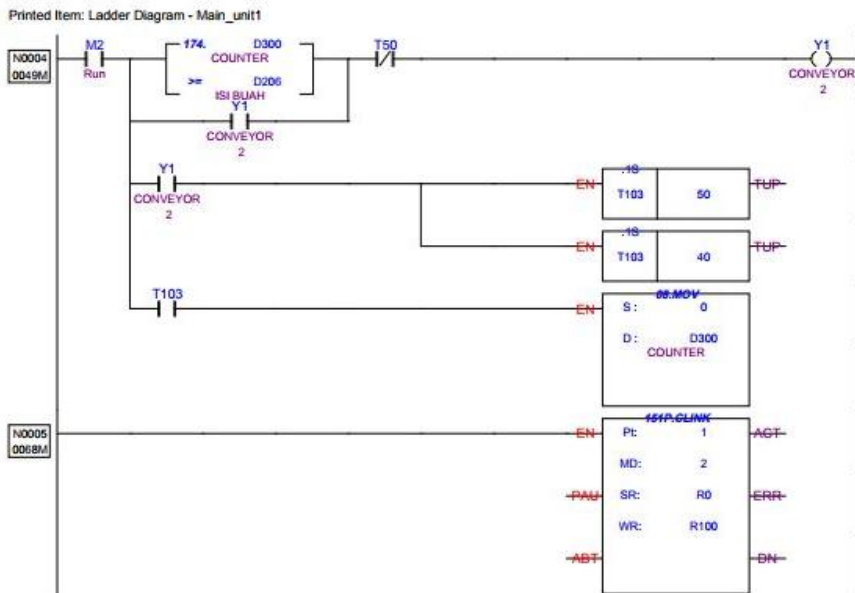 Printed Item: Ladder Diagram - Main_unit1
N0004
0049M
M2
Run
174. D300
COUNTER
>= D206
ISI BUAH
T50
Y1
CONVEYOR
2
Y1
CONVEYOR
2
Y1
CONVEYOR
2
EN
.1S
T103 50
TUP
EN
.1S
T103 40
TUP
T103
EN
08.MOV
S: 0
D: D300
COUNTER
N0005
0068M
EN
151P.CLINK
Pt: 1
ACT
MD: 2
PAU
SR: R0
ERR
WR: R100
ABT
DN